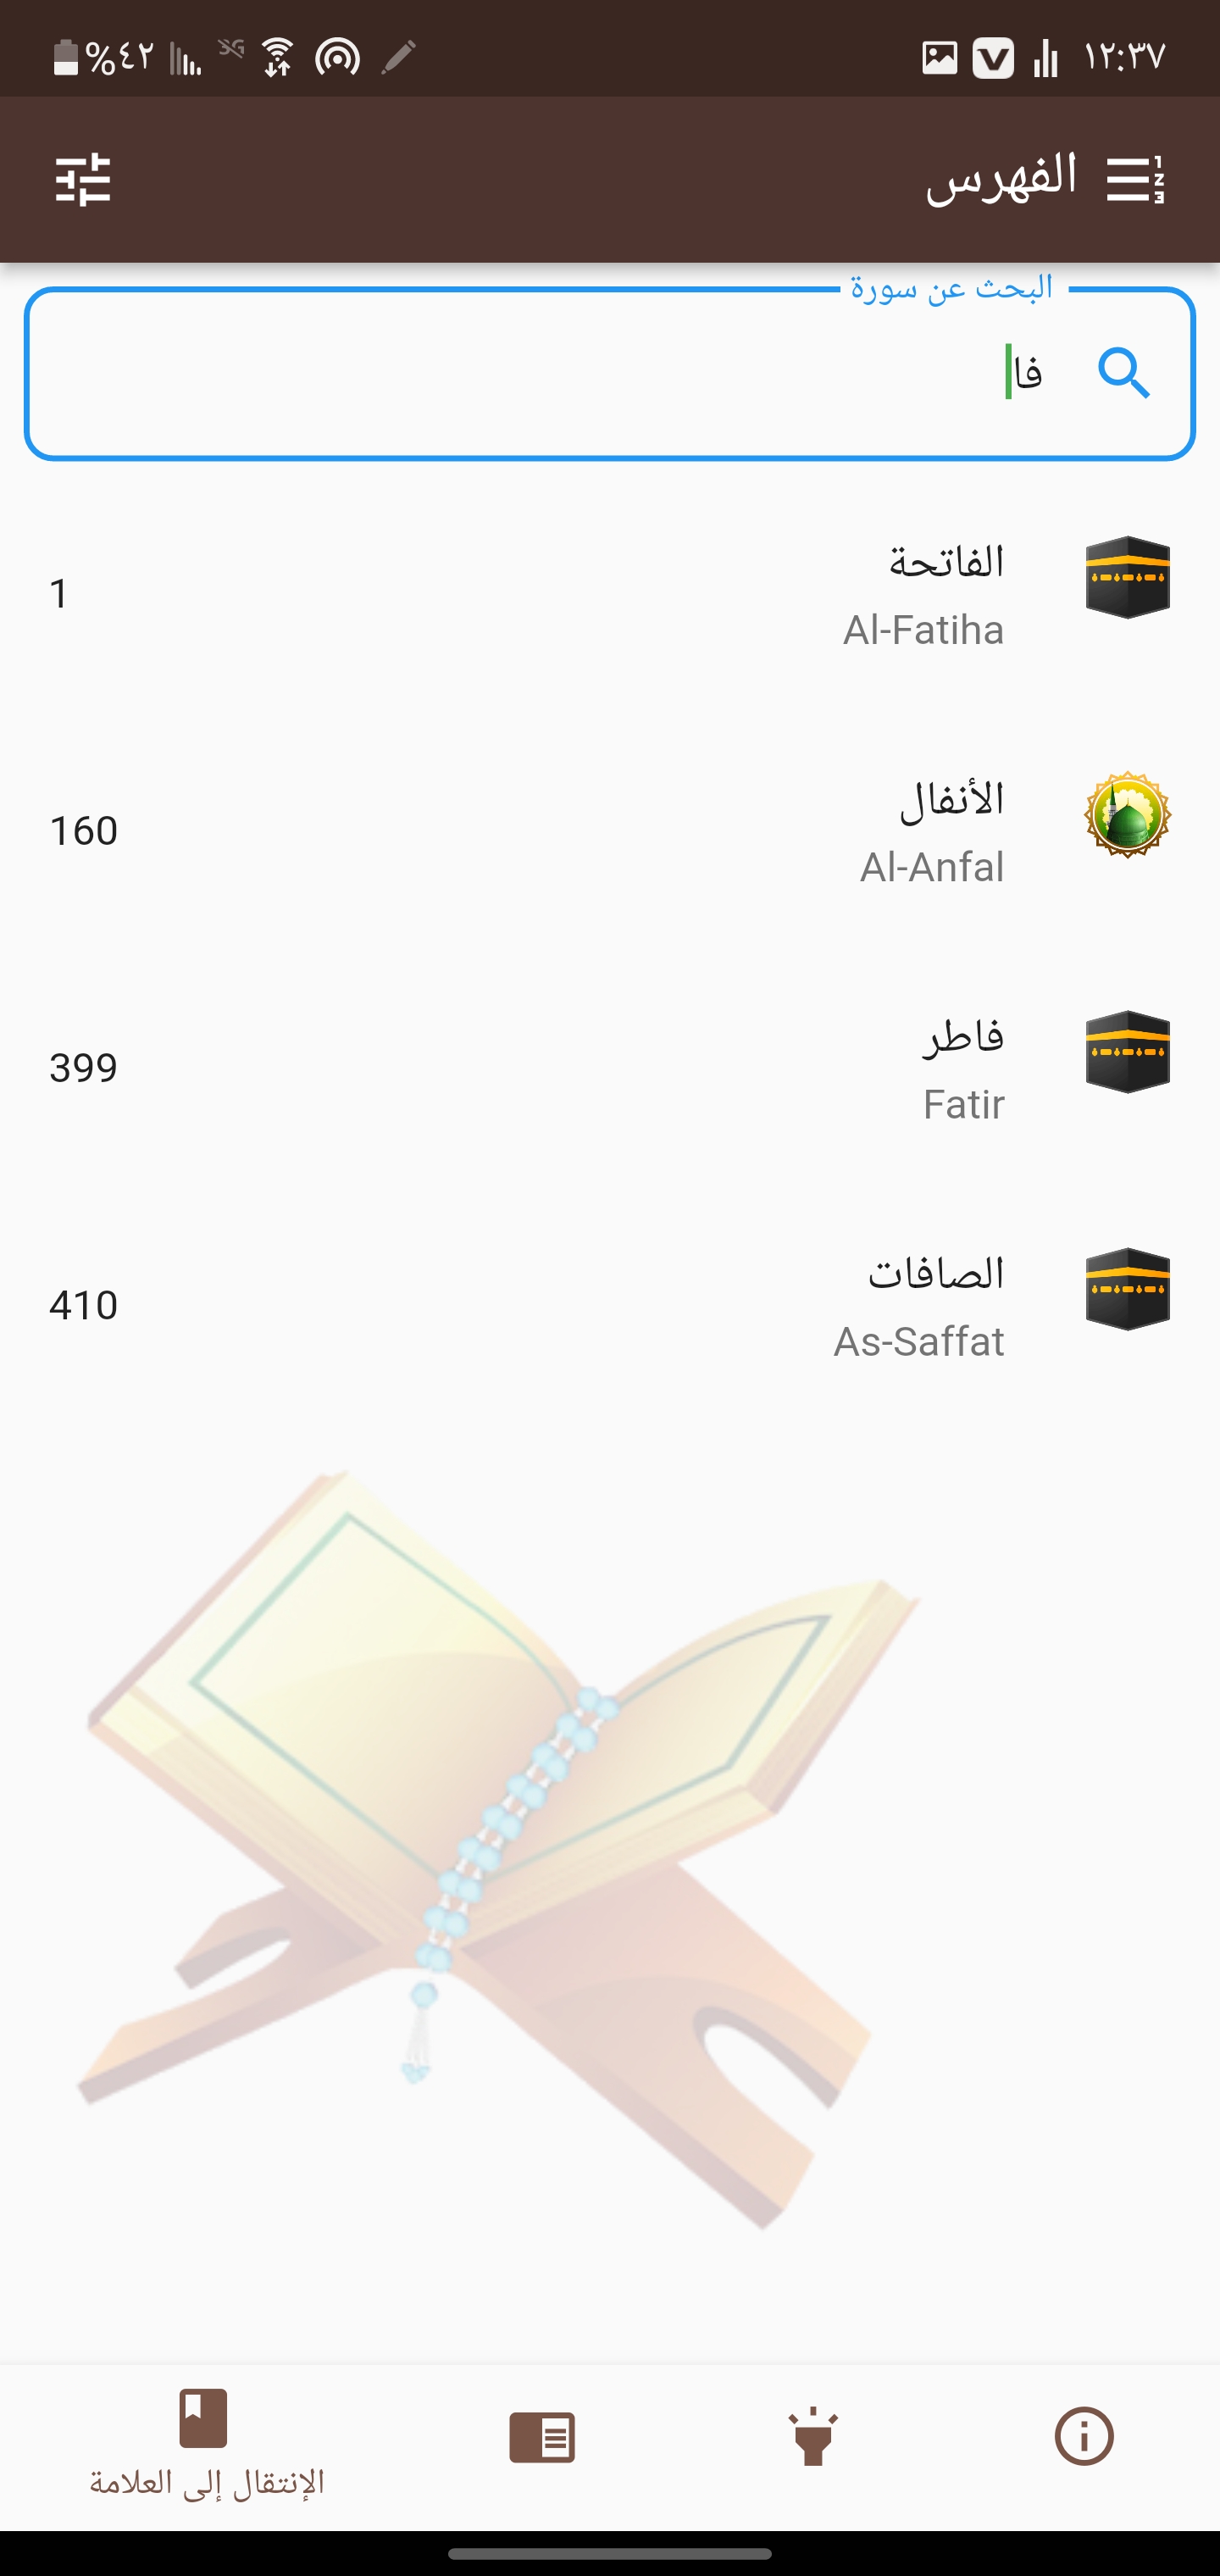 ١٢:٣٧
%٤٢
الفهرس
البحث عن سورة
فا
الفاتحة
Al-Fatiha
1
الأنفال
Al-Anfal
160
فاطر
Fatir
399
الصافات
As-Saffat
410
الإنتقال إلى العلامة